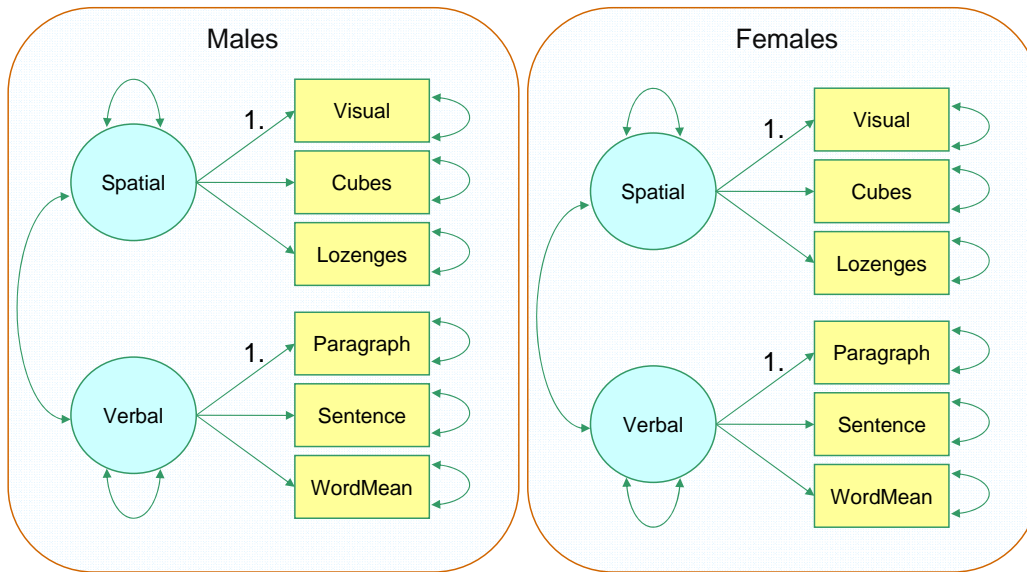 Males
1.
Visual
Spatial
Cubes
Lozenges
1.
Paragraph
Verbal
Sentence
WordMean
Females
1.
Visual
Spatial
Cubes
Lozenges
1.
Paragraph
Verbal
Sentence
WordMean